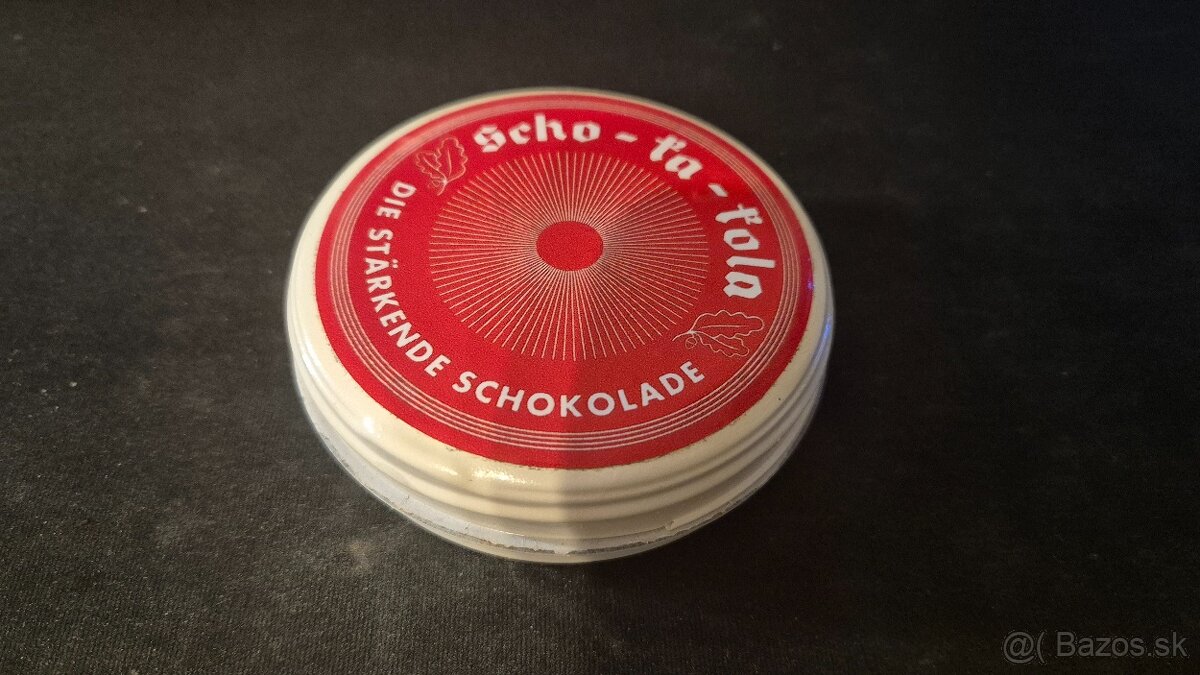 Scho-ka-kola
DIE STÄRKENDE SCHOKOLADE
@( Bazos.sk